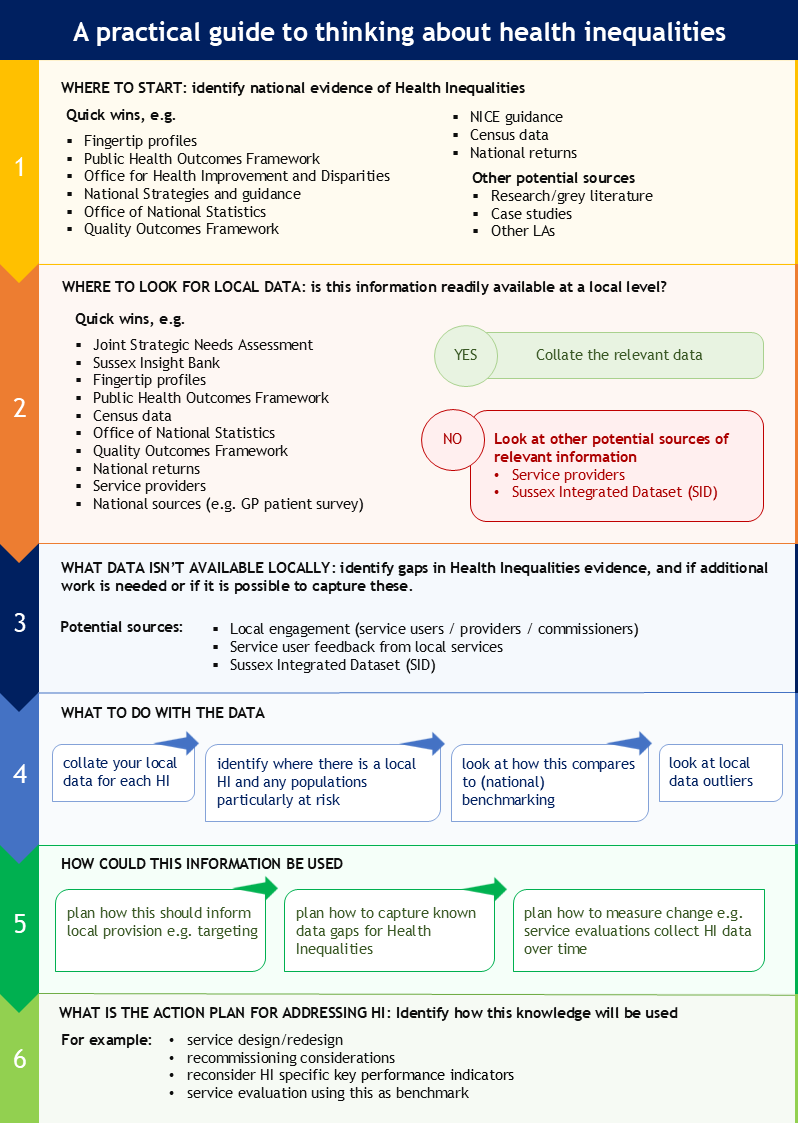 A practical guide to thinking about health inequalities
1
WHERE TO START: identify national evidence of Health Inequalities
Quick wins, e.g.
▪ Fingertip profiles
▪ Public Health Outcomes Framework
▪ Office for Health Improvement and Disparities
▪ National Strategies and guidance
▪ Office of National Statistics
▪ Quality Outcomes Framework
▪ NICE guidance
▪ Census data
▪ National returns
Other potential sources
▪ Research/grey literature
▪ Case studies
▪ Other LAs
2
WHERE TO LOOK FOR LOCAL DATA: is this information readily available at a local level?
Quick wins, e.g.
▪ Joint Strategic Needs Assessment
▪ Sussex Insight Bank
▪ Fingertip profiles
▪ Public Health Outcomes Framework
▪ Census data
▪ Office of National Statistics
▪ Quality Outcomes Framework
▪ National returns
▪ Service providers
▪ National sources (e.g. GP patient survey)
YES
Collate the relevant data
NO
Look at other potential sources of
relevant information
• Service providers
• Sussex Integrated Dataset (SID)
3
WHAT DATA ISN'T AVAILABLE LOCALLY: identify gaps in Health Inequalities evidence, and if additional
work is needed or if it is possible to capture these.
Potential sources:
▪ Local engagement (service users / providers / commissioners)
▪ Service user feedback from local services
▪ Sussex Integrated Dataset (SID)
4
WHAT TO DO WITH THE DATA
collate your local
data for each HI
identify where there is a local
HI and any populations
particularly at risk
look at how this compares
to (national)
benchmarking
look at local
data outliers
5
HOW COULD THIS INFORMATION BE USED
plan how this should inform
local provision e.g. targeting
plan how to capture known
data gaps for Health
Inequalities
plan how to measure change e.g.
service evaluations collect HI data
over time
6
WHAT IS THE ACTION PLAN FOR ADDRESSING HI: Identify how this knowledge will be used
For example:
• service design/redesign
• recommissioning considerations
• reconsider HI specific key performance indicators
• service evaluation using this as benchmark